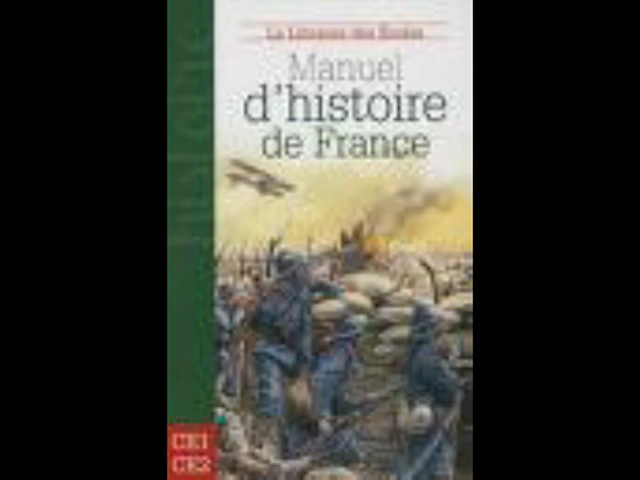 La Librairie des Écoles
Manuel
d'histoire
de France
CE1
CE2